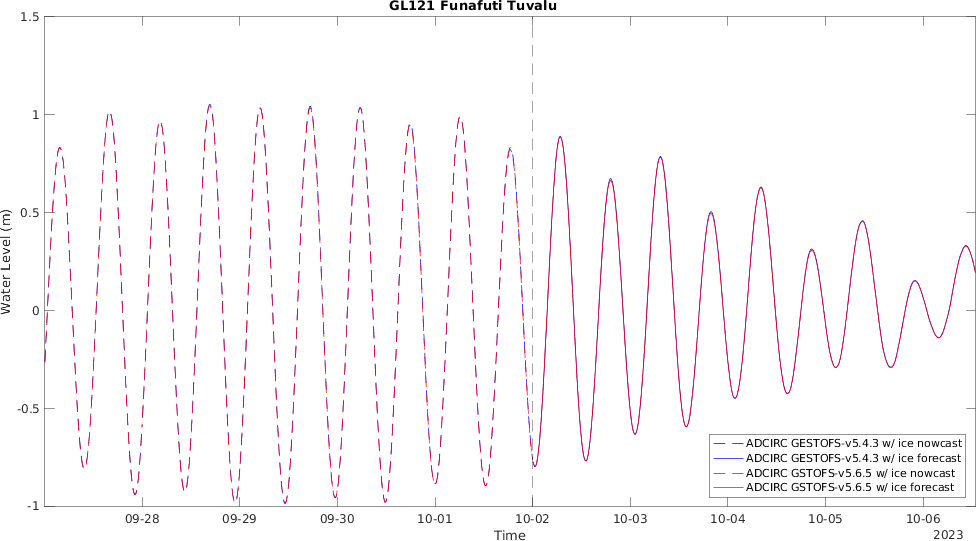 GL121 Funafuti Tuvalu
1.5
1
0.5
0
-0.5
-1
Water Level (m)
09-28
09-29
09-30
10-01
10-02
10-03
10-04
10-05
10-06
Time
2023
ADCIRC GESTOFS-v5.4.3 w/ ice nowcast
ADCIRC GESTOFS-v5.4.3 w/ ice forecast
ADCIRC GSTOFS-v5.6.5 w/ ice nowcast
ADCIRC GSTOFS-v5.6.5 w/ ice forecast